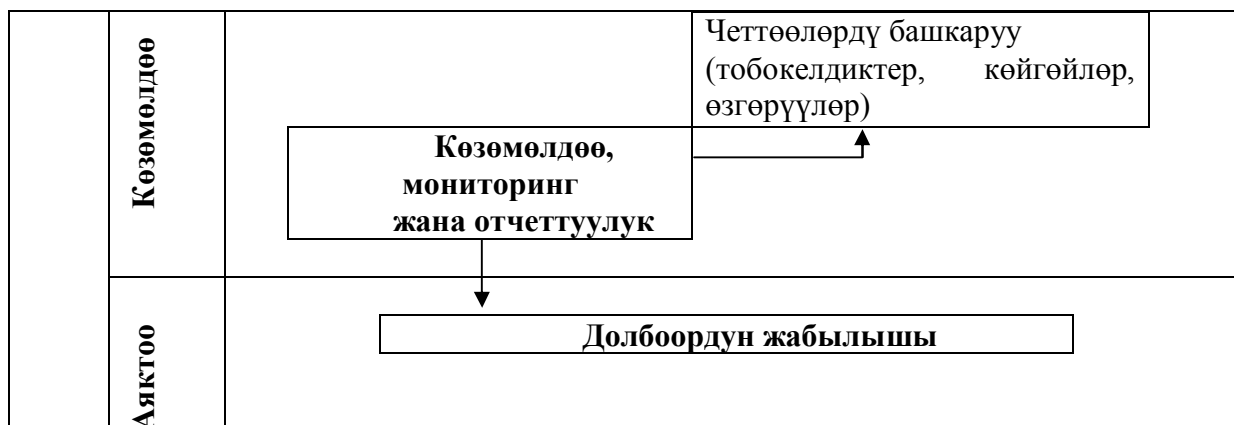 Көзөмөлдөө
Четтөөлөрдү башкаруу
(тобокелдиктер, көйгөйлөр,
өзгөрүүлөр)
Көзөмөлдөө,
мониторинг
жана отчеттуулук
Аяктоо
Долбоордун жабылышы